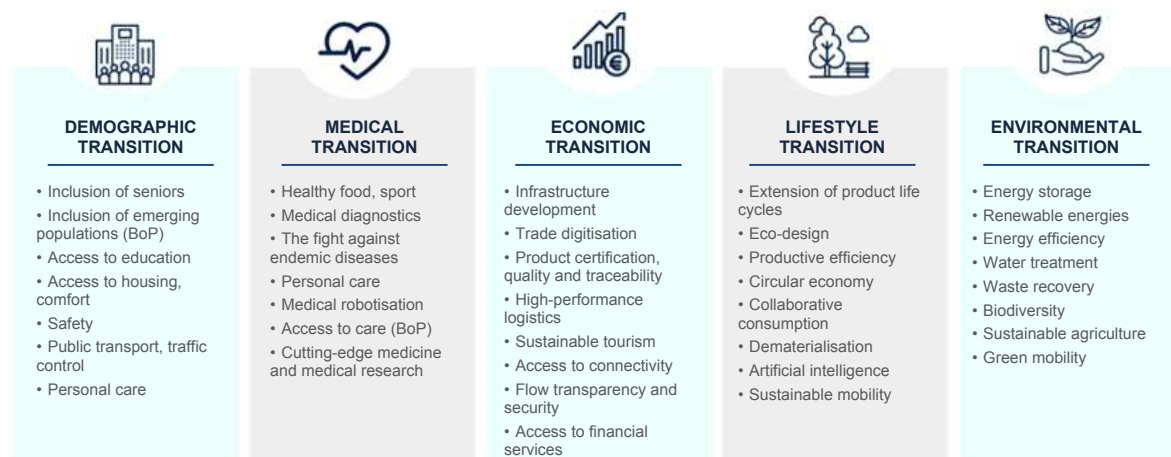 DEMOGRAPHIC
TRANSITION
• Inclusion of seniors
• Inclusion of emerging
populations (BoP)
• Access to education
• Access to housing,
comfort
• Safety
• Public transport, traffic
control
• Personal care
MEDICAL
TRANSITION
• Healthy food, sport
• Medical diagnostics
• The fight against
endemic diseases
• Personal care
• Medical robotisation
• Access to care (BoP)
• Cutting-edge medicine
and medical research
ECONOMIC
TRANSITION
• Infrastructure
development
• Trade digitisation
• Product certification,
quality and traceability
• High-performance
logistics
• Sustainable tourism
• Access to connectivity
• Flow transparency and
security
• Access to financial
services
LIFESTYLE
TRANSITION
• Extension of product life
cycles
• Eco-design
• Productive efficiency
• Circular economy
• Collaborative
consumption
• Dematerialisation
• Artificial intelligence
• Sustainable mobility
ENVIRONMENTAL
TRANSITION
• Energy storage
• Renewable energies
• Energy efficiency
• Water treatment
• Waste recovery
• Biodiversity
• Sustainable agriculture
• Green mobility